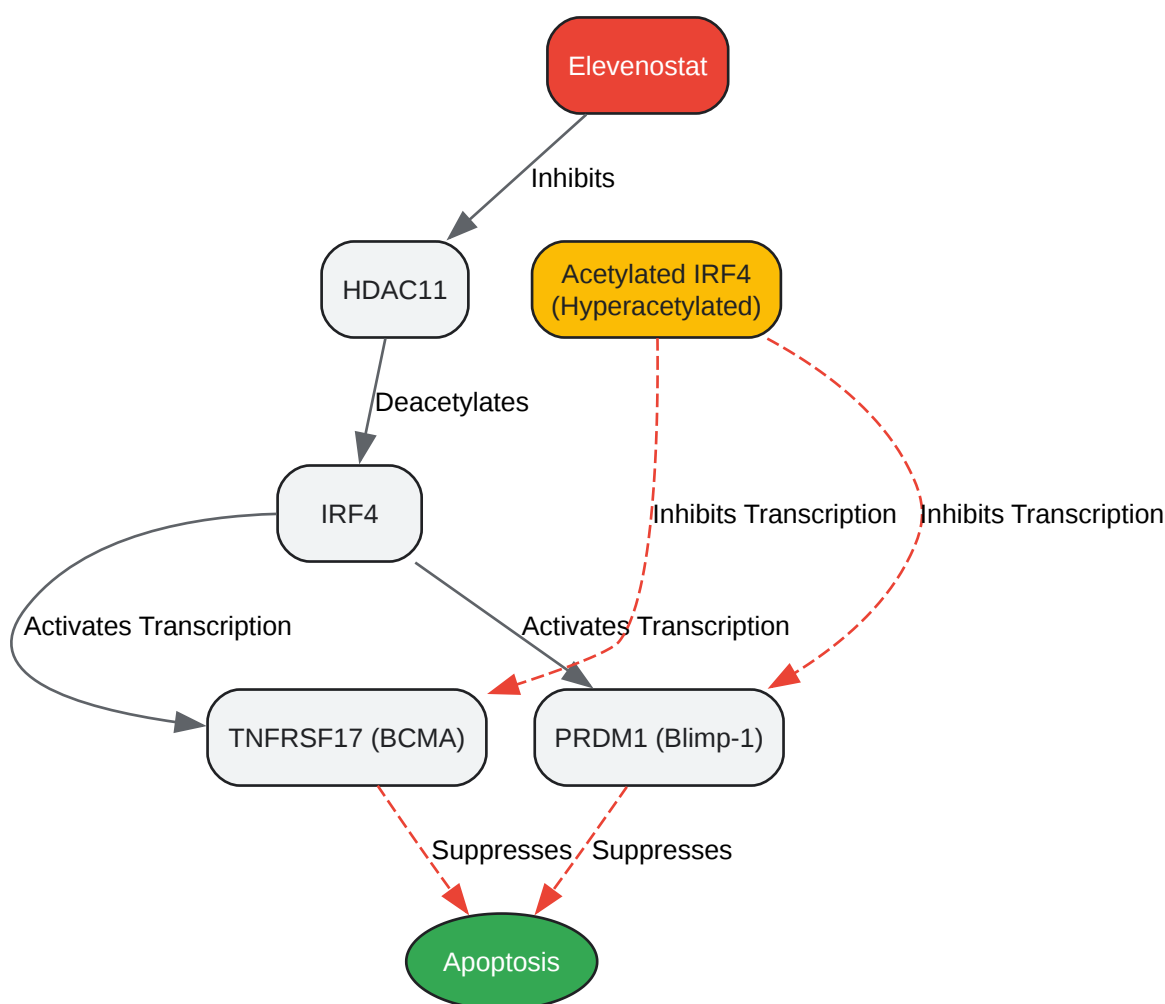 Elevenostat
Inhibits
HDAC11
Acetylated IRF4
(Hyperacetylated)
Deacetylates
IRF4
Inhibits Transcription
Inhibits Transcription
Activates Transcription
Activates Transcription
TNFRSF17 (BCMA)
PRDM1 (Blimp-1)
Suppresses
Suppresses
Apoptosis